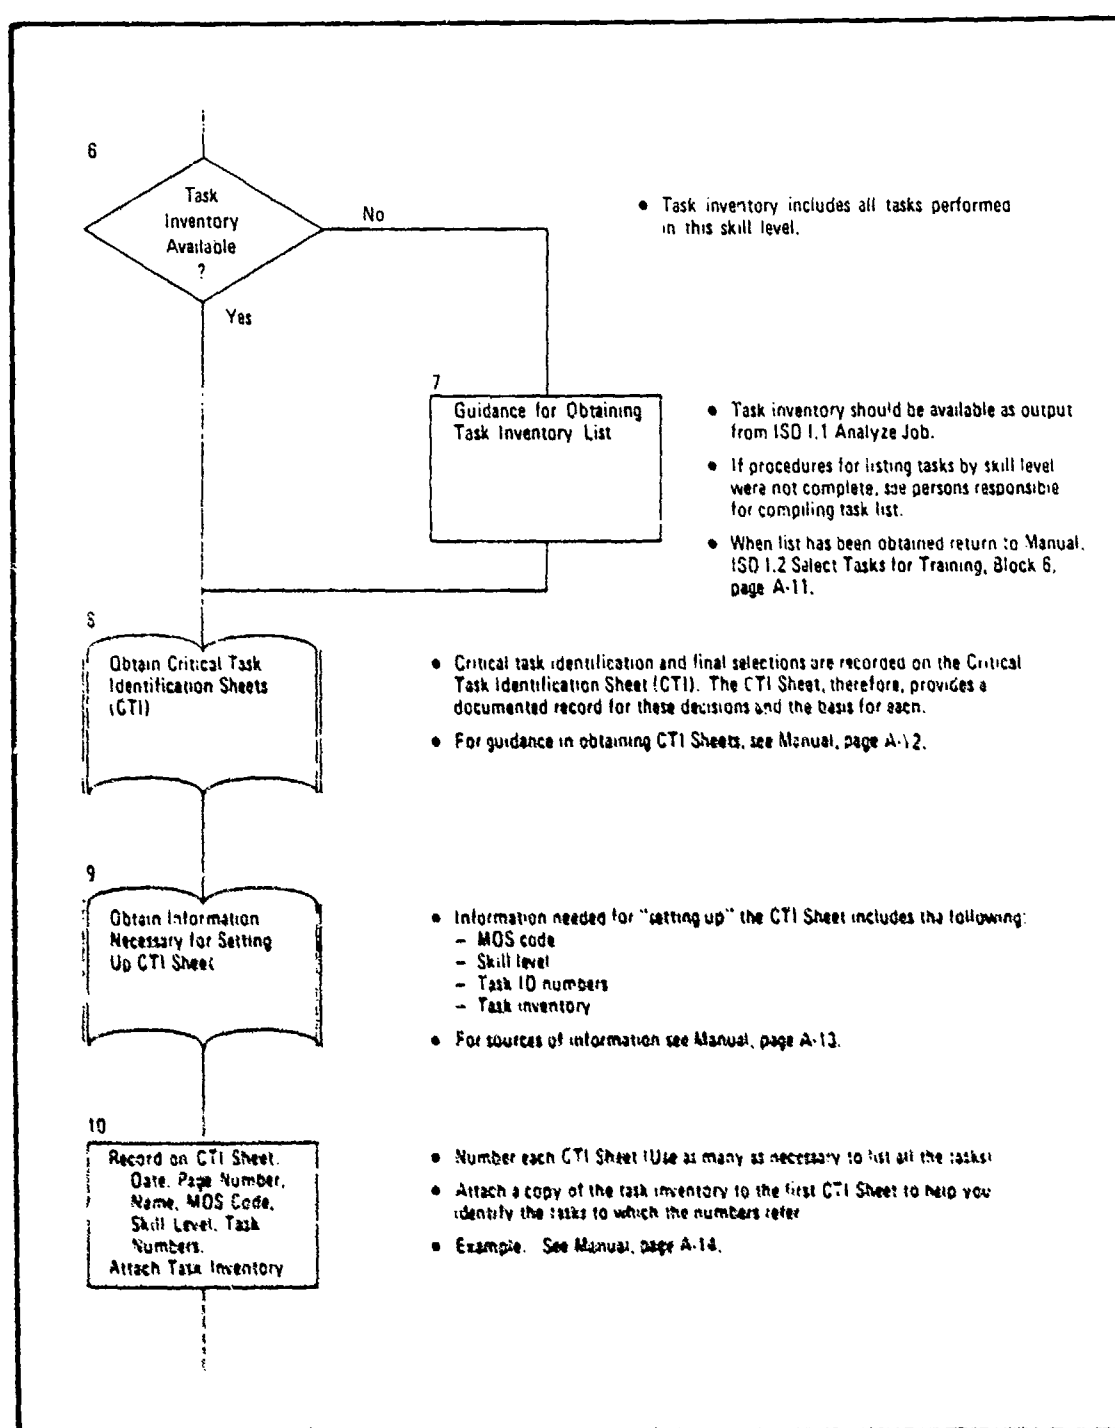 6
Task
Inventory
Available
?
No
Yes
• Task inventory includes all tasks performed
in this skill level.
7
Guidance for Obtaining
Task Inventory List
• Task inventory should be available as output
from ISD I.1 Analyze Job.
• If procedures for listing tasks by skill level
were not complete, see persons responsible
for compiling task list.
• When list has been obtained return to Manual,
ISD I.2 Select Tasks for Training, Block 6,
page A-11.
8
Obtain Critical Task
Identification Sheets
(CTI)
• Critical task identification and final selections are recorded on the Critical
Task Identification Sheet (CTI). The CTI Sheet, therefore, provides a
documented record for these decisions and the basis for each.
• For guidance in obtaining CTI Sheets, see Manual, page A-12.
9
Obtain Information
Necessary for Setting
Up CTI Sheet
• Information needed for "setting up" the CTI Sheet includes the following:
– MOS code
– Skill level
– Task ID numbers
– Task inventory
• For sources of information see Manual, page A-13.
10
Record on CTI Sheet.
Date, Page Number,
Name, MOS Code,
Skill Level, Task
Numbers.
Attach Task Inventory
• Number each CTI Sheet (Use as many as necessary to list all the tasks)
• Attach a copy of the task inventory to the first CTI Sheet to help you
identify the tasks to which the numbers refer
• Example. See Manual, page A-14.